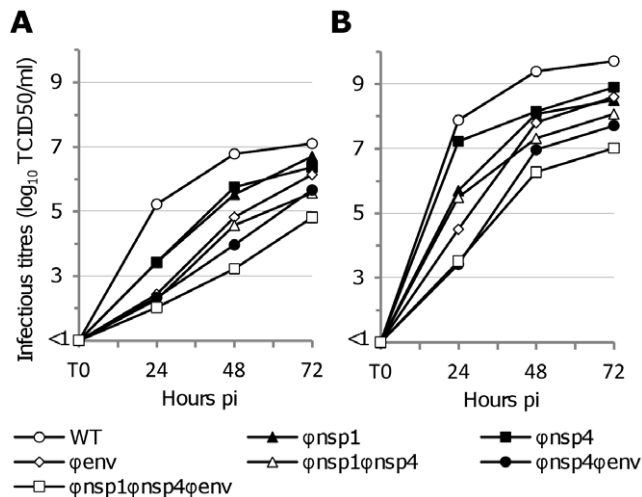 A B
Infectious titres (log10 TCID50/ml)
9 9
7 7
5 5
3 3
<1 <1
T0 24 48 72 T0 24 48 72
Hours pi Hours pi
WT φnsp1 φnsp4
φenv φnsp1φnsp4 φnsp4φenv
φnsp1φnsp4φenv